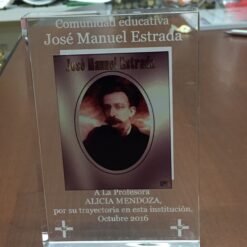 Comunidad educativa
José Manuel Estrada
José Manuel Estrada
A La Profesora
ALICIA MENDOZA,
por su trayectoria en esta institución.
Octubre 2016